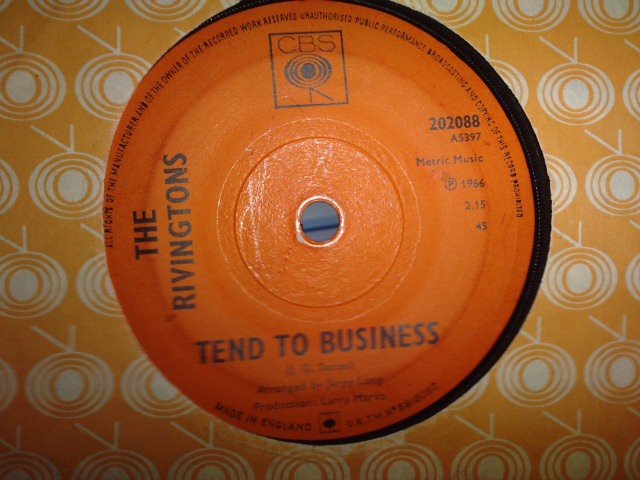 ALL RIGHTS OF THE MANUFACTURER AND OF THE OWNER OF THE RECORDED WORK RESERVED · UNAUTHORISED PUBLIC PERFORMANCE BROADCASTING AND COPYING OF THIS RECORD PROHIBITED
CBS
202088
A5397
Metric Music
Ⓟ 1966
2.15
45
THE
RIVINGTONS
TEND TO BUSINESS
Arranged by Jerry Long
Production: Larry Marks
MADE IN ENGLAND U.K. T.M. Nº